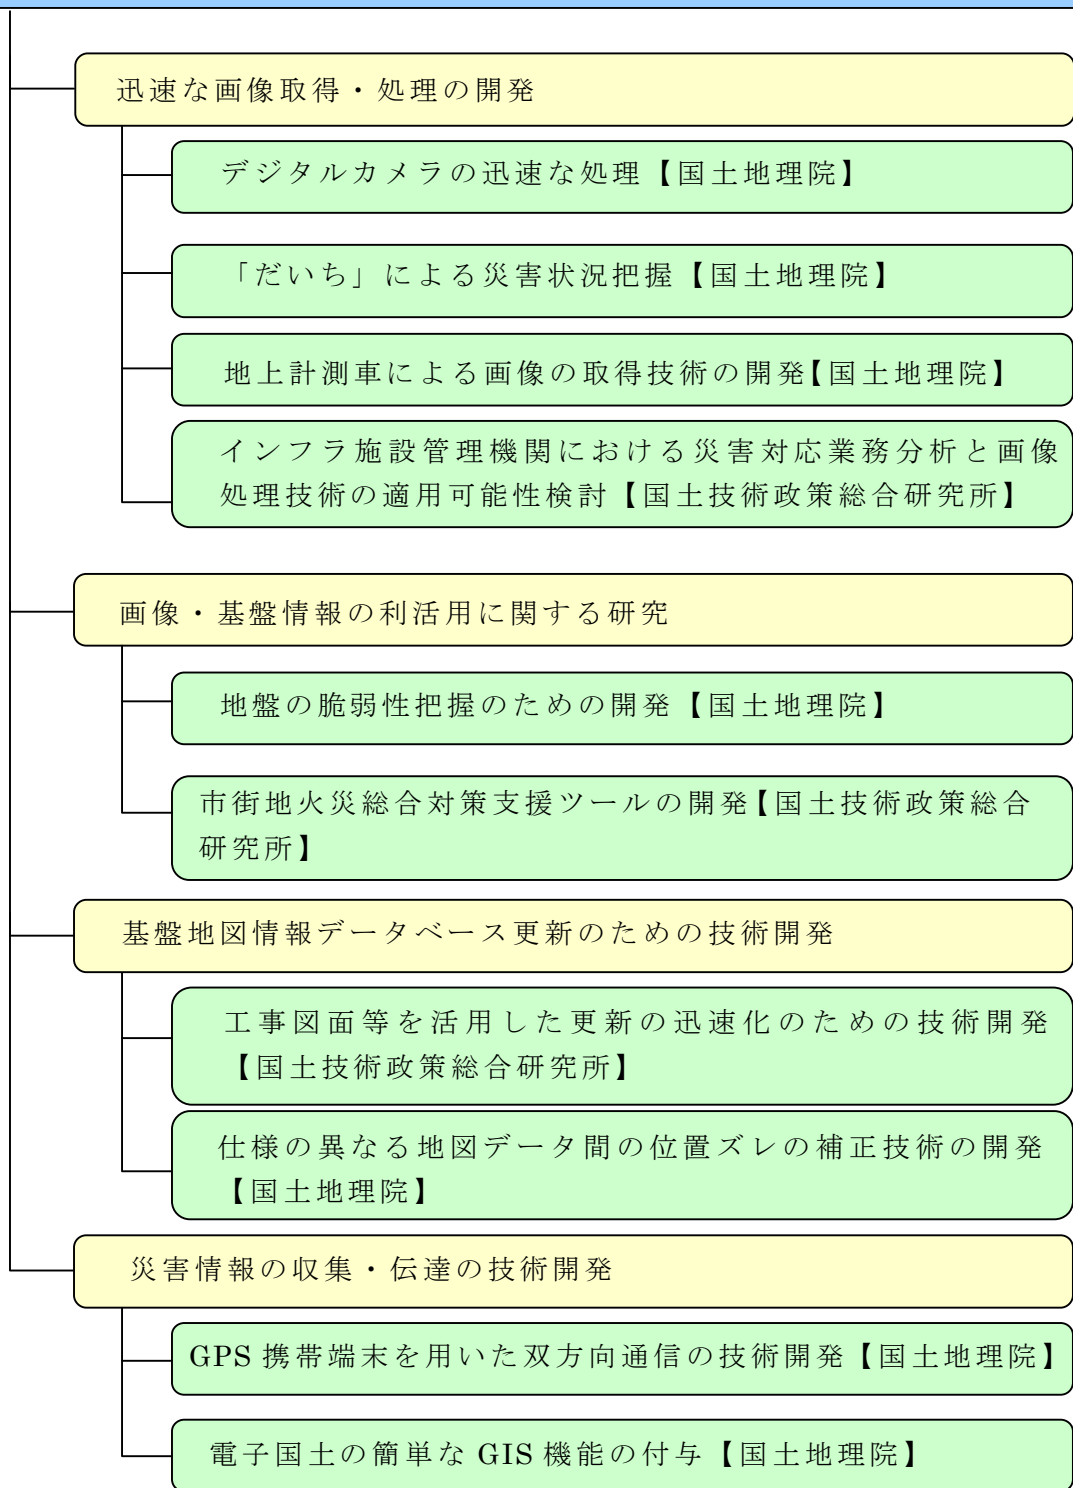 迅速な画像取得・処理の開発
デジタルカメラの迅速な処理【国土地理院】
「だいち」による災害状況把握【国土地理院】
地上計測車による画像の取得技術の開発【国土地理院】
インフラ施設管理機関における災害対応業務分析と画像
処理技術の適用可能性検討【国土技術政策総合研究所】
画像・基盤情報の利活用に関する研究
地盤の脆弱性把握のための開発【国土地理院】
市街地火災総合対策支援ツールの開発【国土技術政策総合
研究所】
基盤地図情報データベース更新のための技術開発
工事図面等を活用した更新の迅速化のための技術開発
【国土技術政策総合研究所】
仕様の異なる地図データ間の位置ズレの補正技術の開発
【国土地理院】
災害情報の収集・伝達の技術開発
GPS 携帯端末を用いた双方向通信の技術開発【国土地理院】
電子国土の簡単な GIS 機能の付与【国土地理院】